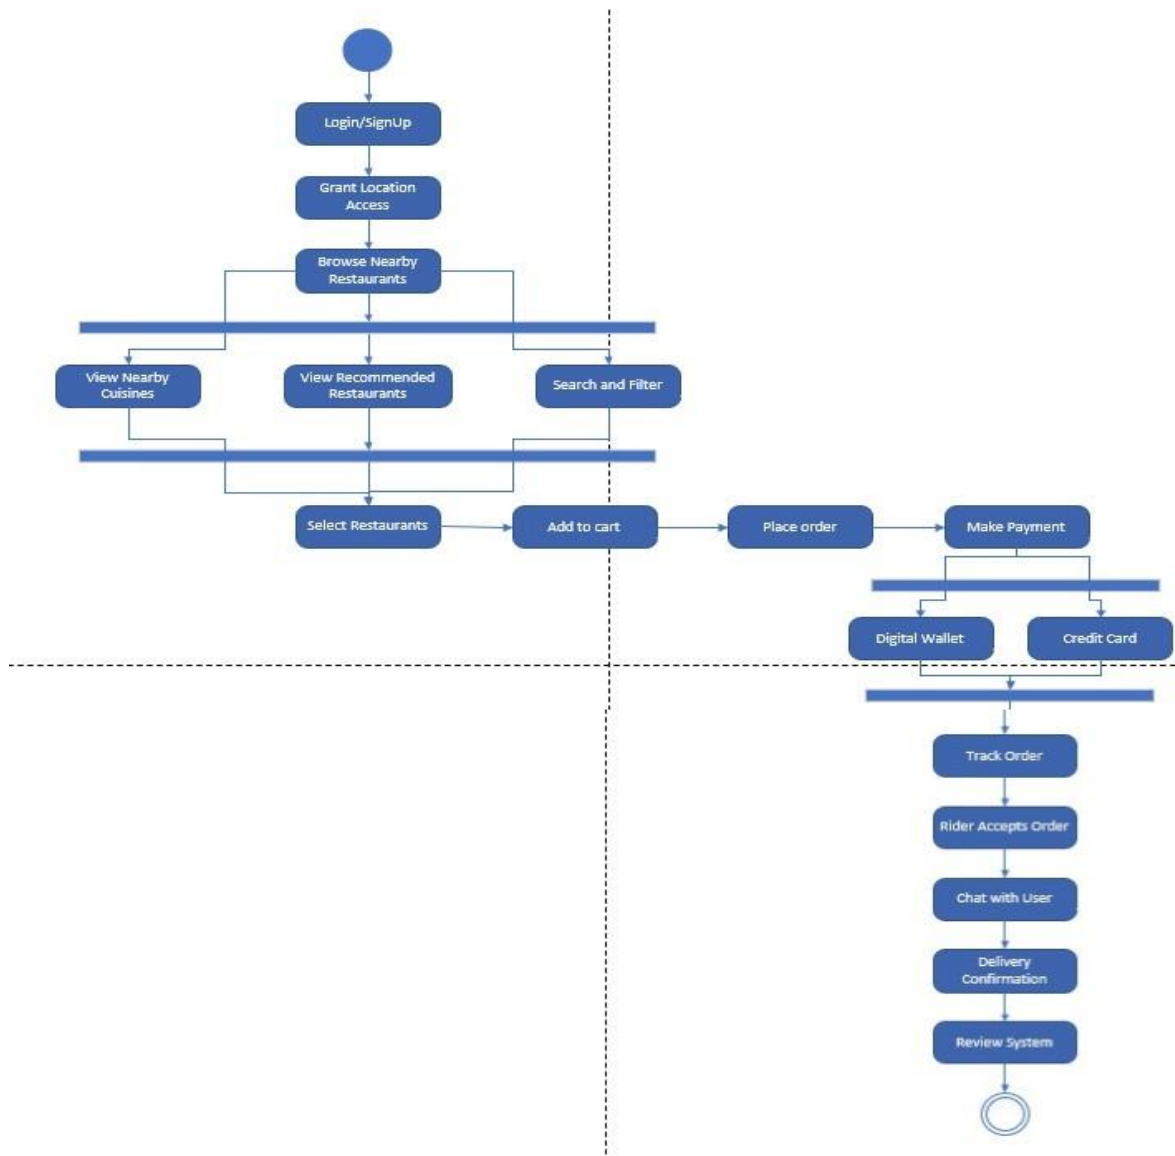 Login/SignUp
Grant Location
Access
Browse Nearby
Restaurants
View Nearby
Cuisines
View Recommended
Restaurants
Search and Filter
Select Restaurants
Add to cart
Place order
Make Payment
Digital Wallet
Credit Card
Track Order
Rider Accepts Order
Chat with User
Delivery
Confirmation
Review System